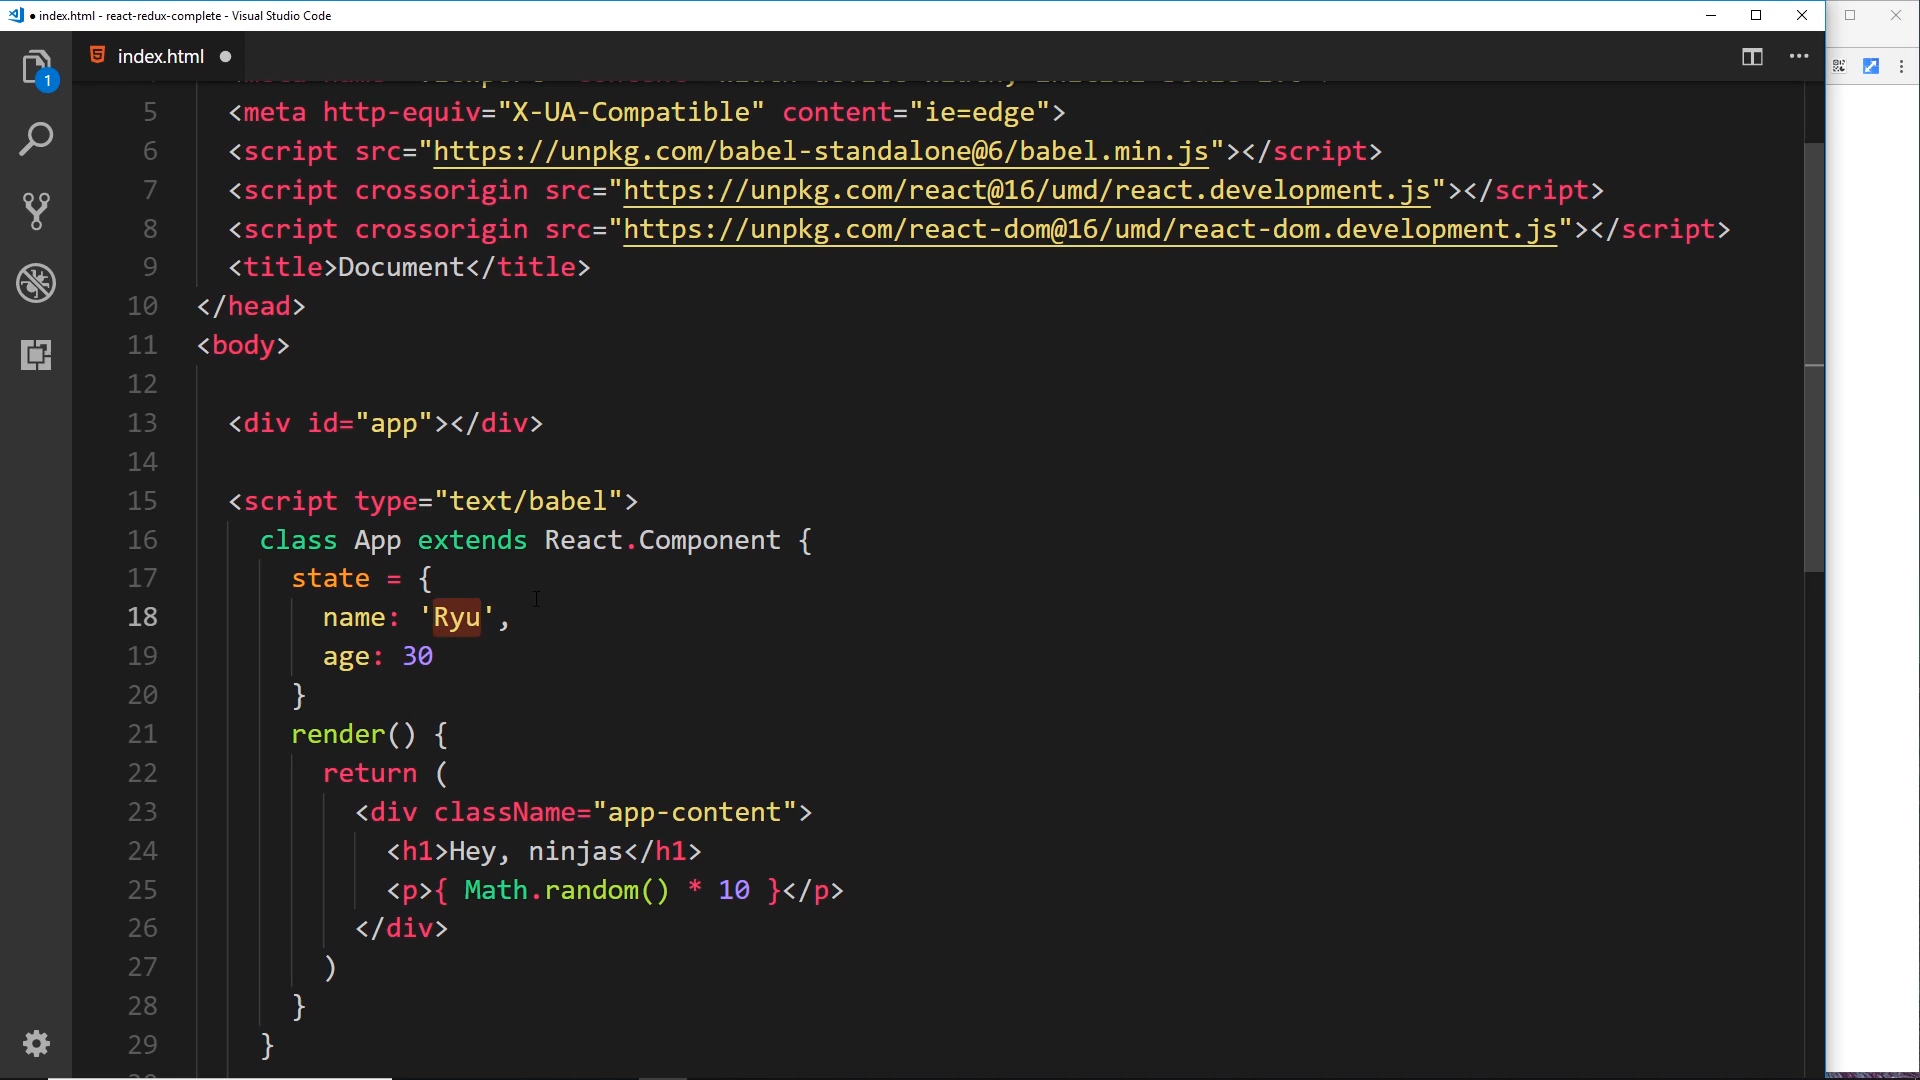 ● index.html - react-redux-complete - Visual Studio Code
index.html ●
1
5 <meta http-equiv="X-UA-Compatible" content="ie=edge">
6 <script src="https://unpkg.com/babel-standalone@6/babel.min.js"></script>
7 <script crossorigin src="https://unpkg.com/react@16/umd/react.development.js"></script>
8 <script crossorigin src="https://unpkg.com/react-dom@16/umd/react-dom.development.js"></script>
9 <title>Document</title>
10 </head>
11 <body>
12
13 <div id="app"></div>
14
15 <script type="text/babel">
16 class App extends React.Component {
17 state = {
18 name: 'Ryu',
19 age: 30
20 }
21 render() {
22 return (
23 <div className="app-content">
24 <h1>Hey, ninjas</h1>
25 <p>{ Math.random() * 10 }</p>
26 </div>
27 )
28 }
29 }